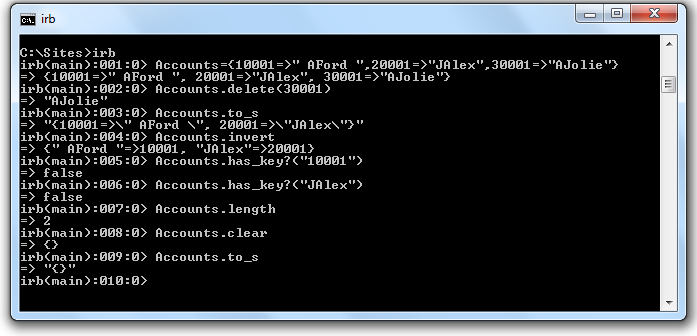 irb
C:\Sites>irb
irb(main):001:0> Accounts={10001=>" AFord ",20001=>"JAlex",30001=>"AJolie"}
=> {10001=>" AFord ", 20001=>"JAlex", 30001=>"AJolie"}
irb(main):002:0> Accounts.delete(30001)
=> "AJolie"
irb(main):003:0> Accounts.to_s
=> "{10001=>\" AFord \", 20001=>\"JAlex\"}"
irb(main):004:0> Accounts.invert
=> {" AFord "=>10001, "JAlex"=>20001}
irb(main):005:0> Accounts.has_key?("10001")
=> false
irb(main):006:0> Accounts.has_key?("JAlex")
=> false
irb(main):007:0> Accounts.length
=> 2
irb(main):008:0> Accounts.clear
=> {}
irb(main):009:0> Accounts.to_s
=> "{}"
irb(main):010:0>